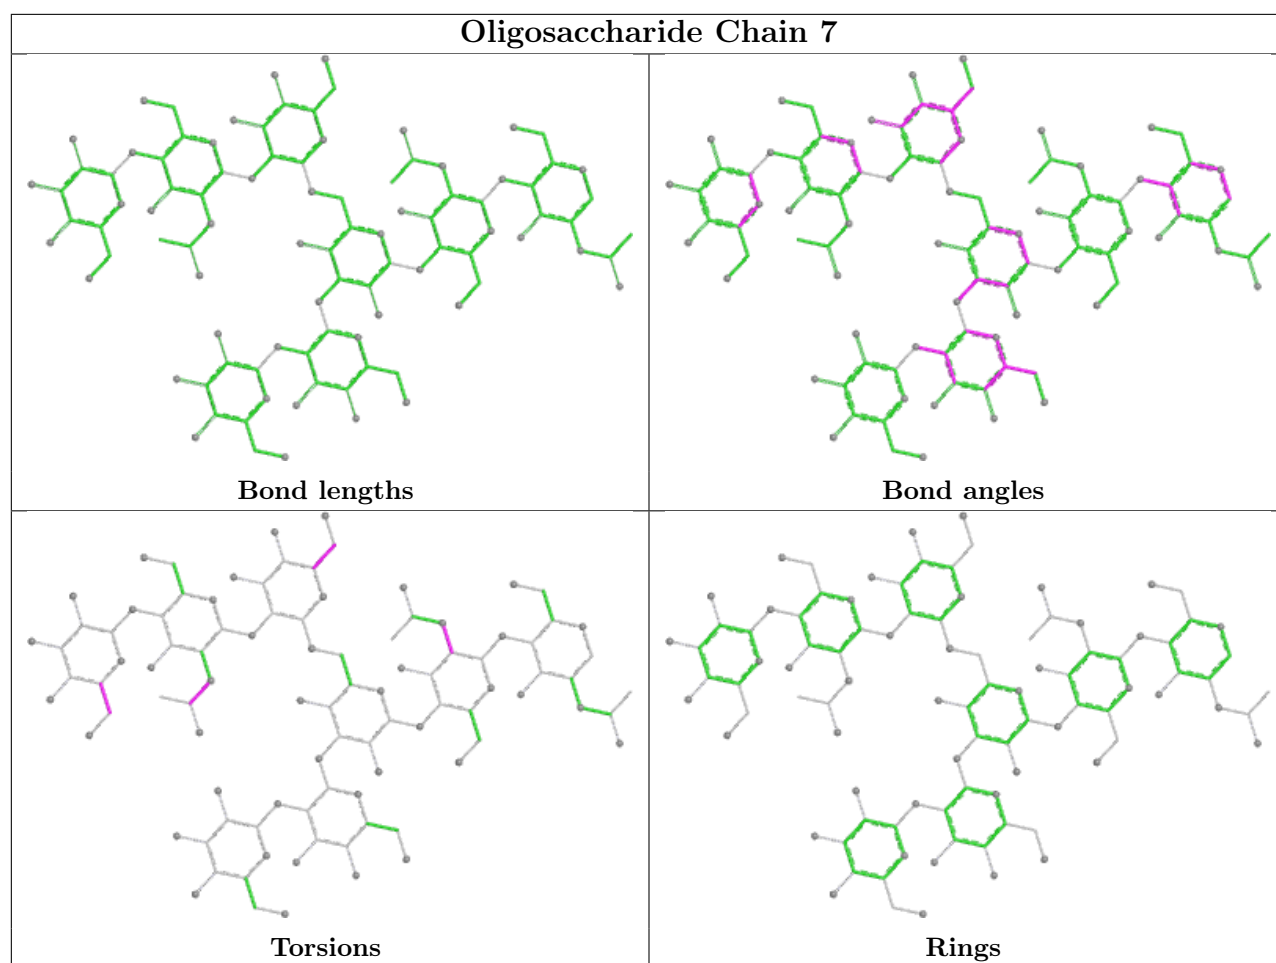 Oligosaccharide Chain 7
Bond lengths
Bond angles
Torsions
Rings